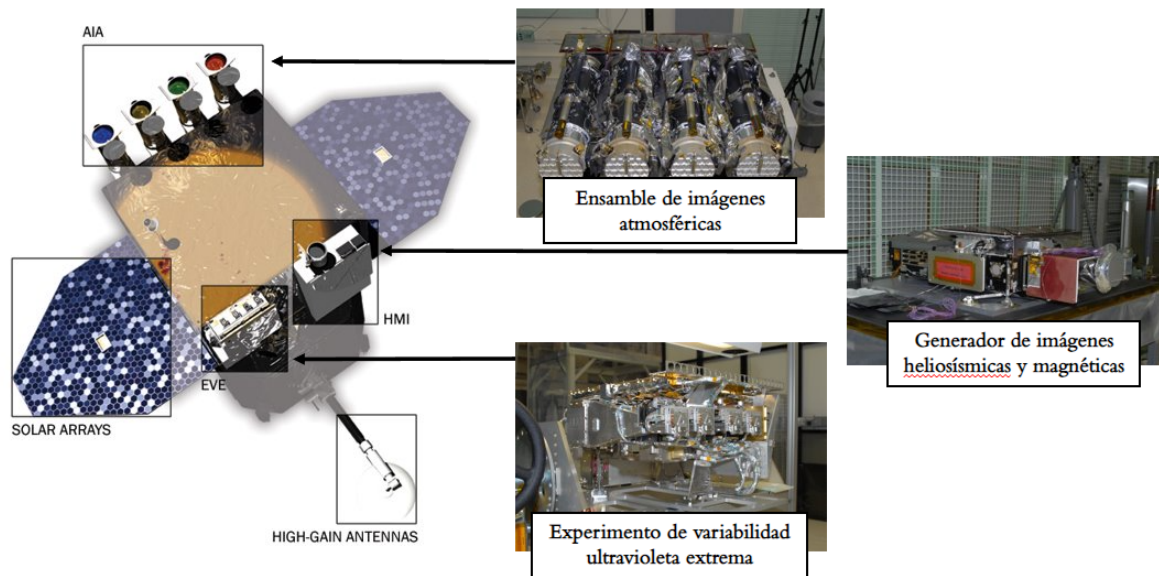 AIA
Ensamble de imágenes
atmosféricas
HMI
Generador de imágenes
heliosísmicas y magnéticas
EVE
SOLAR ARRAYS
HIGH-GAIN ANTENNAS
Experimento de variabilidad
ultravioleta extrema